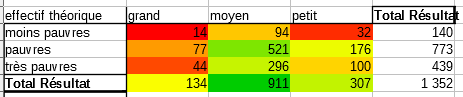 effectif théorique grand moyen petit Total Résultat
moins pauvres 14 94 32 140
pauvres 77 521 176 773
très pauvres 44 296 100 439
Total Résultat 134 911 307 1 352